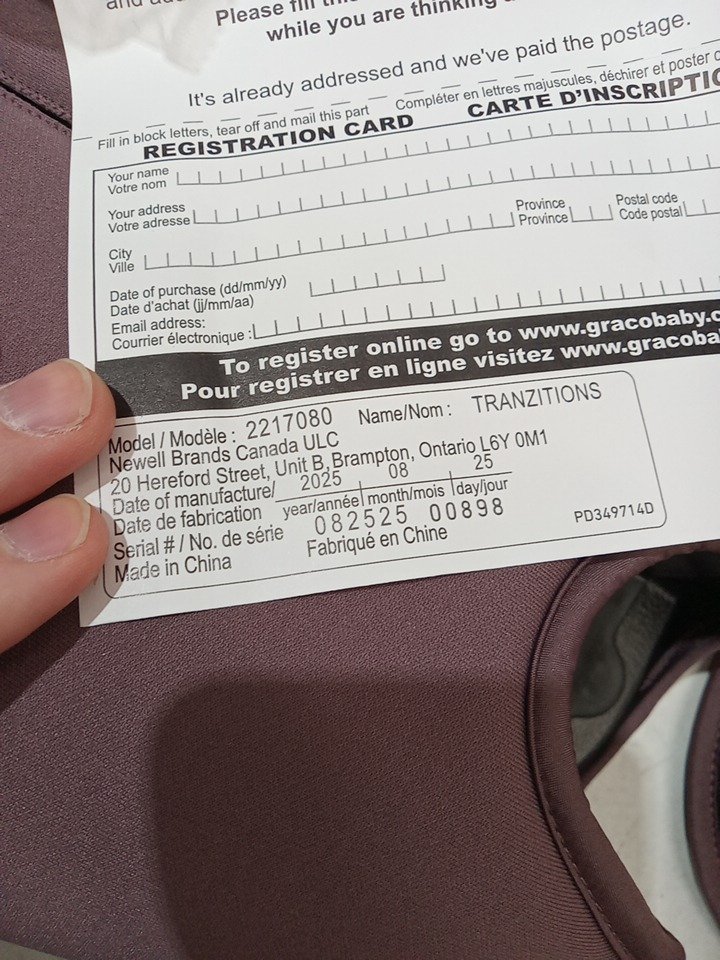 Please fill
while you are thinking
It's already addressed and we've paid the postage.
Fill in block letters, tear off and mail this part Compléter en lettres majuscules, déchirer et poster
REGISTRATION CARD CARTE D'INSCRIPTIO
Your name
Votre nom
Your address
Votre adresse
City Province Postal code
Ville Province Code postal
Date of purchase (dd/mm/yy)
Date d'achat (jj/mm/aa)
Email address:
Courrier électronique :
To register online go to www.gracobaby.c
Pour registrer en ligne visitez www.gracoba
Model / Modèle : 2217080 Name/Nom : TRANZITIONS
Newell Brands Canada ULC
20 Hereford Street, Unit B, Brampton, Ontario L6Y 0M1
Date of manufacture/ 2025 08 25
Date de fabrication year/année month/mois day/jour
Serial # / No. de série 082525 00898
Made in China Fabriqué en Chine PD349714D